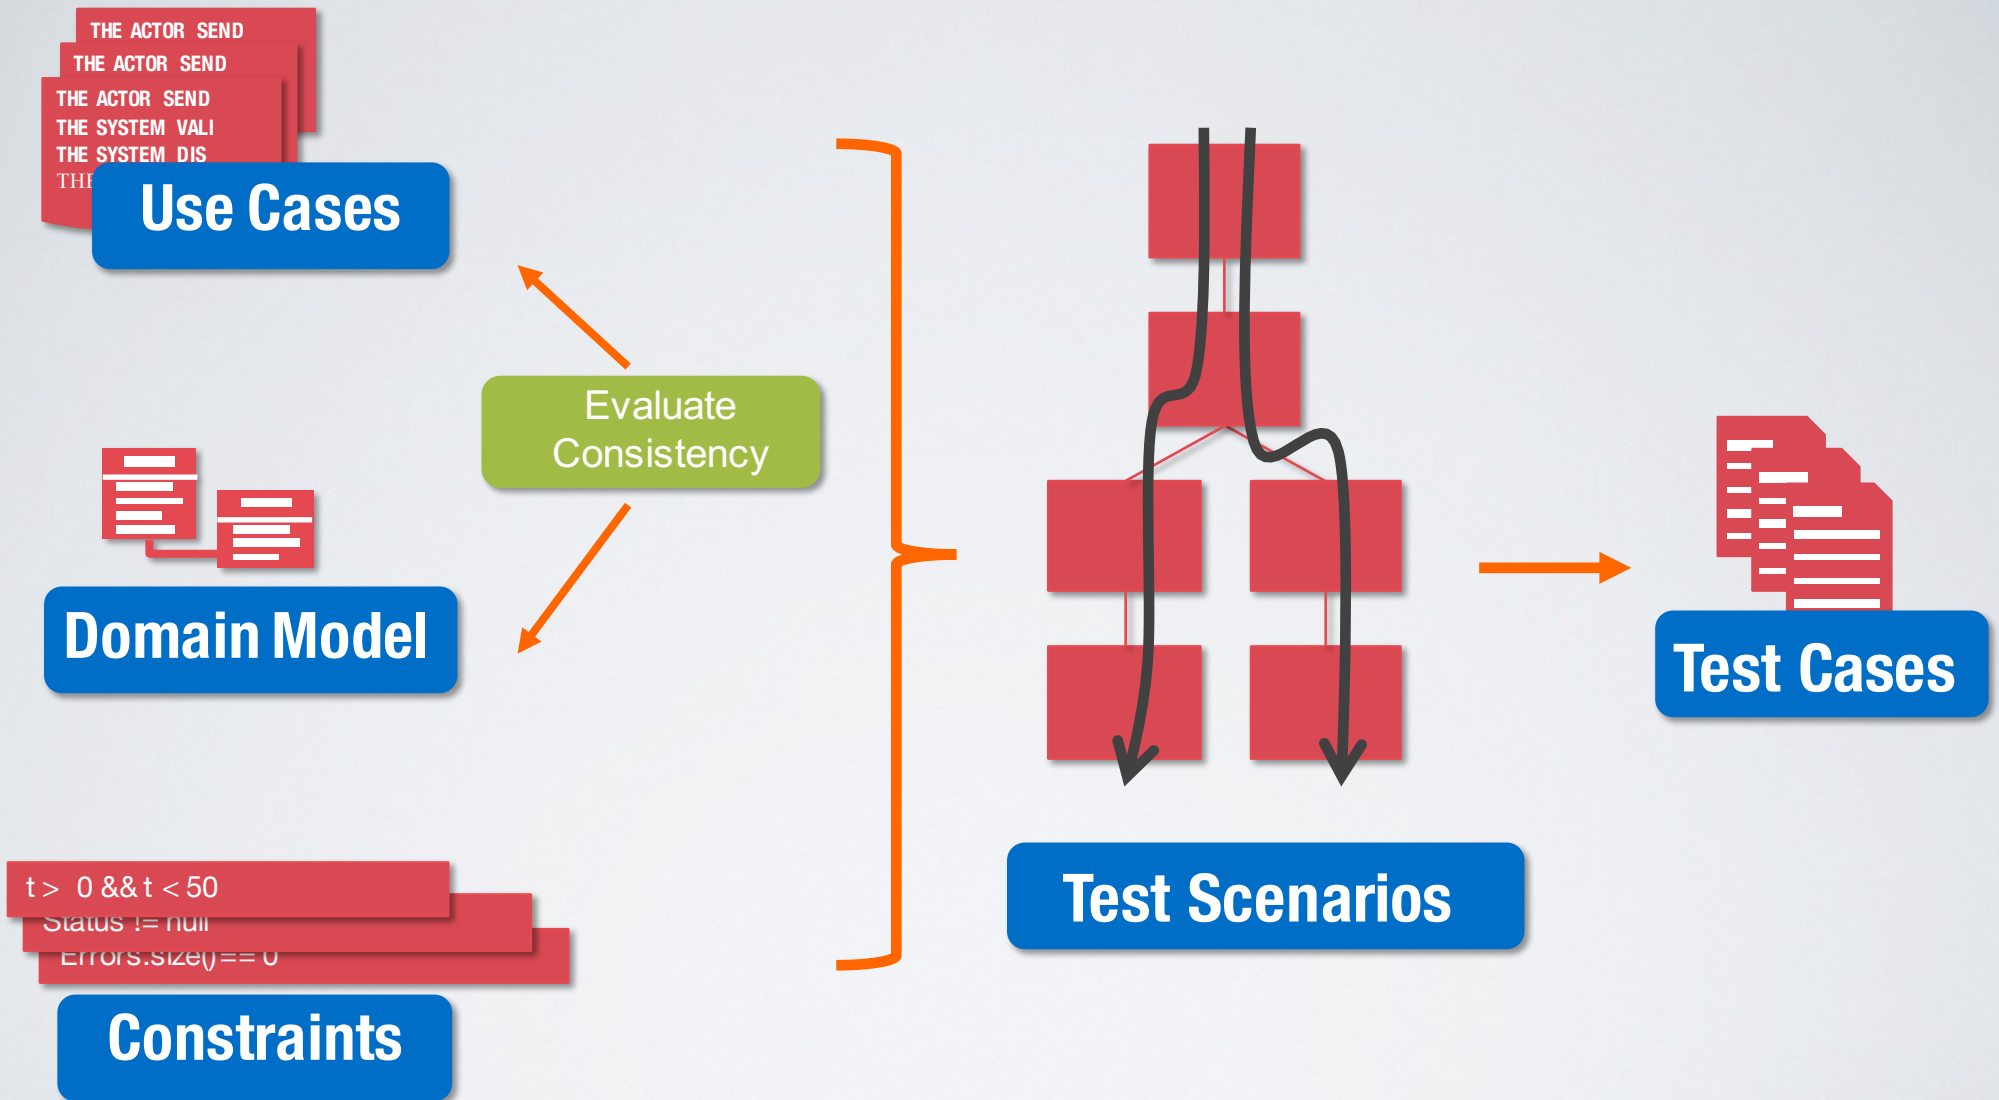 THE ACTOR SEND
THE ACTOR SEND
THE ACTOR SEND
THE SYSTEM VALI
THE SYSTEM DIS
THE
Use Cases
Evaluate
Consistency
Domain Model
t > 0 && t < 50
Status != null
Errors.size() == 0
Constraints
Test Scenarios
Test Cases